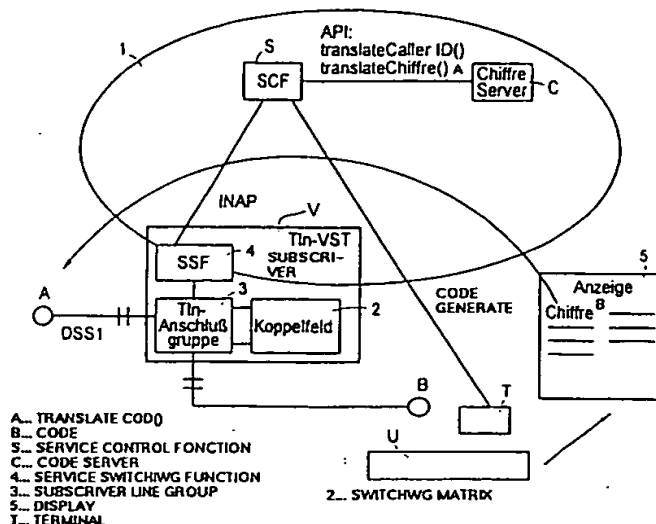 1
S
SCF
API:
translateCaller ID()
translateChiffre() A
Chiffre
Server
C
INAP
V
Tln-VST
SUBSCRI-
VER
SSF
4
3
Tln-
Anschluß
gruppe
Koppelfeld
2
A
DSS1
CODE
GENERATE
5
Anzeige
Chiffre B
B
T
U
A... TRANSLATE COD()
B... CODE
S... SERVICE CONTROL FONCTION
C... CODE SERVER
4... SERVICE SWITCHIWG FUNCTION
3... SUBSCRIVER LINE GROUP
5... DISPLAY
T... TERMINAL
2... SWITCHWG MATRIX